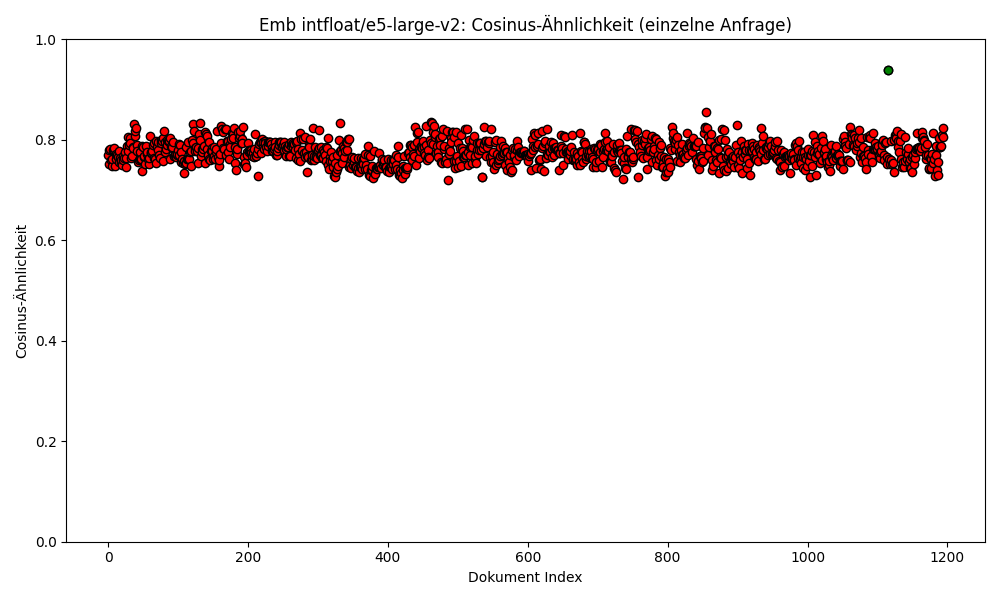 Emb intfloat/e5-large-v2: Cosinus-Ähnlichkeit (einzelne Anfrage)
1.0
0.8
0.6
0.4
0.2
0.0
Cosinus-Ähnlichkeit
0 200 400 600 800 1000 1200
Dokument Index